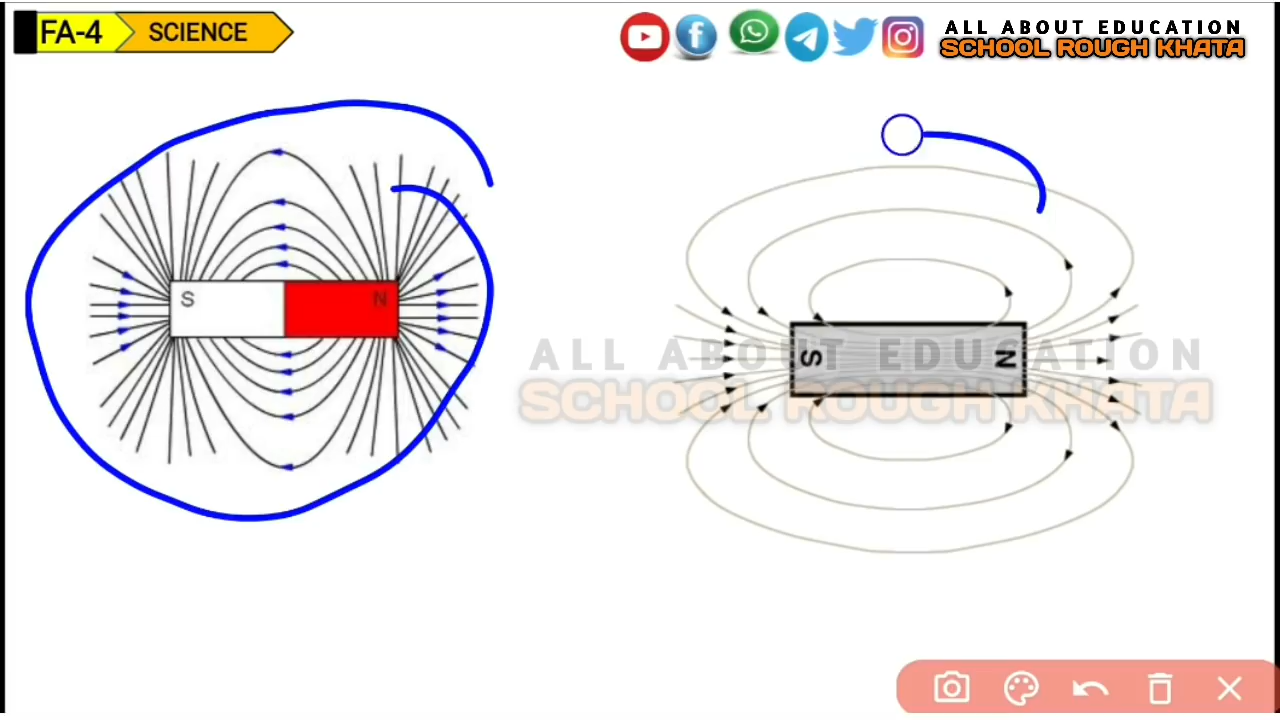 FA-4 SCIENCE
ALL ABOUT EDUCATION
SCHOOL ROUGH KHATA
S N
S N
ALL ABOUT EDUCATION
SCHOOL ROUGH KHATA